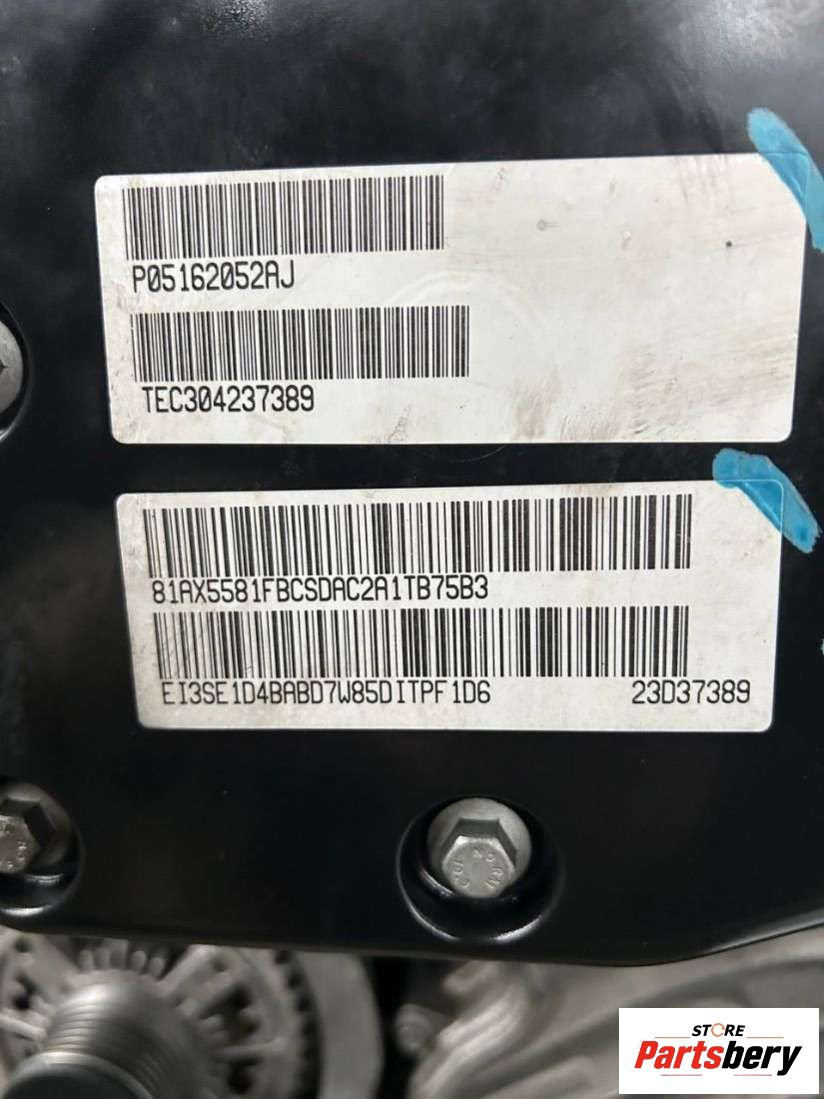 P05162052AJ
TEC304237389
81AX5581FBCSDAC2A1TB75B3
EI3SE1D4BABD7W85DITPF1D6 23D37389
STORE
Partsbery